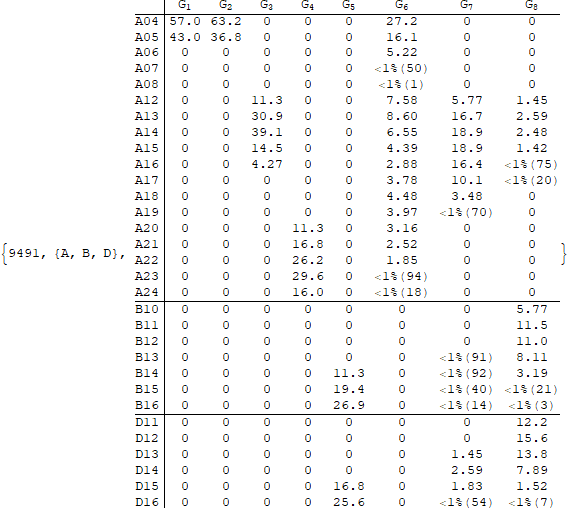 G1 G2 G3 G4 G5 G6 G7 G8
A04 57.0 63.2 0 0 0 27.2 0 0
A05 43.0 36.8 0 0 0 16.1 0 0
A06 0 0 0 0 0 5.22 0 0
A07 0 0 0 0 0 <1%(50) 0 0
A08 0 0 0 0 0 <1%(1) 0 0
A12 0 0 11.3 0 0 7.58 5.77 1.45
A13 0 0 30.9 0 0 8.60 16.7 2.59
A14 0 0 39.1 0 0 6.55 18.9 2.48
A15 0 0 14.5 0 0 4.39 18.9 1.42
A16 0 0 4.27 0 0 2.88 16.4 <1%(75)
A17 0 0 0 0 0 3.78 10.1 <1%(20)
A18 0 0 0 0 0 4.48 3.48 0
A19 0 0 0 0 0 3.97 <1%(70) 0
A20 0 0 0 11.3 0 3.16 0 0
A21 0 0 0 16.8 0 2.52 0 0
{9491, {A, B, D}, A22 0 0 0 26.2 0 1.85 0 0 }
A23 0 0 0 29.6 0 <1%(94) 0 0
A24 0 0 0 16.0 0 <1%(18) 0 0
B10 0 0 0 0 0 0 0 5.77
B11 0 0 0 0 0 0 0 11.5
B12 0 0 0 0 0 0 0 11.0
B13 0 0 0 0 0 0 <1%(91) 8.11
B14 0 0 0 0 11.3 0 <1%(92) 3.19
B15 0 0 0 0 19.4 0 <1%(40) <1%(21)
B16 0 0 0 0 26.9 0 <1%(14) <1%(3)
D11 0 0 0 0 0 0 0 12.2
D12 0 0 0 0 0 0 0 15.6
D13 0 0 0 0 0 0 1.45 13.8
D14 0 0 0 0 0 0 2.59 7.89
D15 0 0 0 0 16.8 0 1.83 1.52
D16 0 0 0 0 25.6 0 <1%(54) <1%(7)